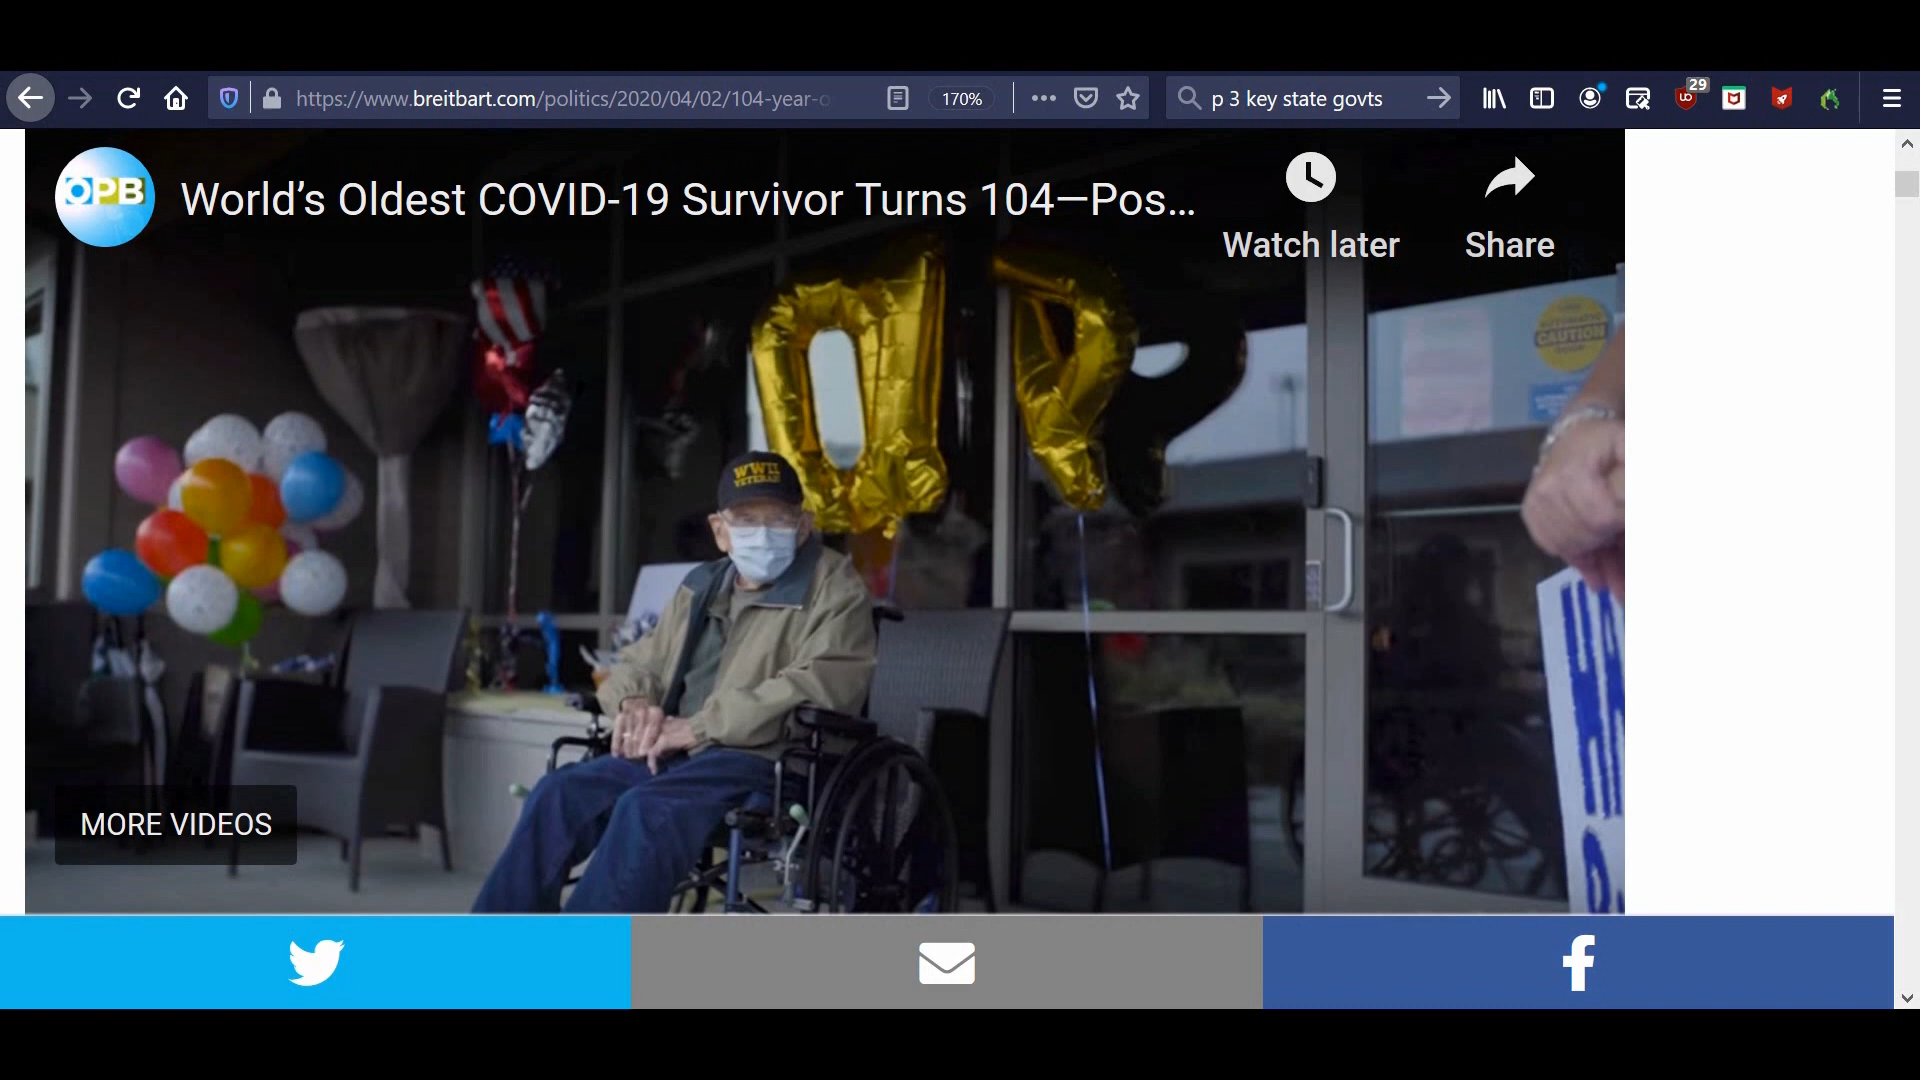 https://www.breitbart.com/politics/2020/04/02/104-year-o
170%
p 3 key state govts
29
OPB
World's Oldest COVID-19 Survivor Turns 104—Pos...
Watch later
Share
CAUTION
WWII
VETERAN
MORE VIDEOS